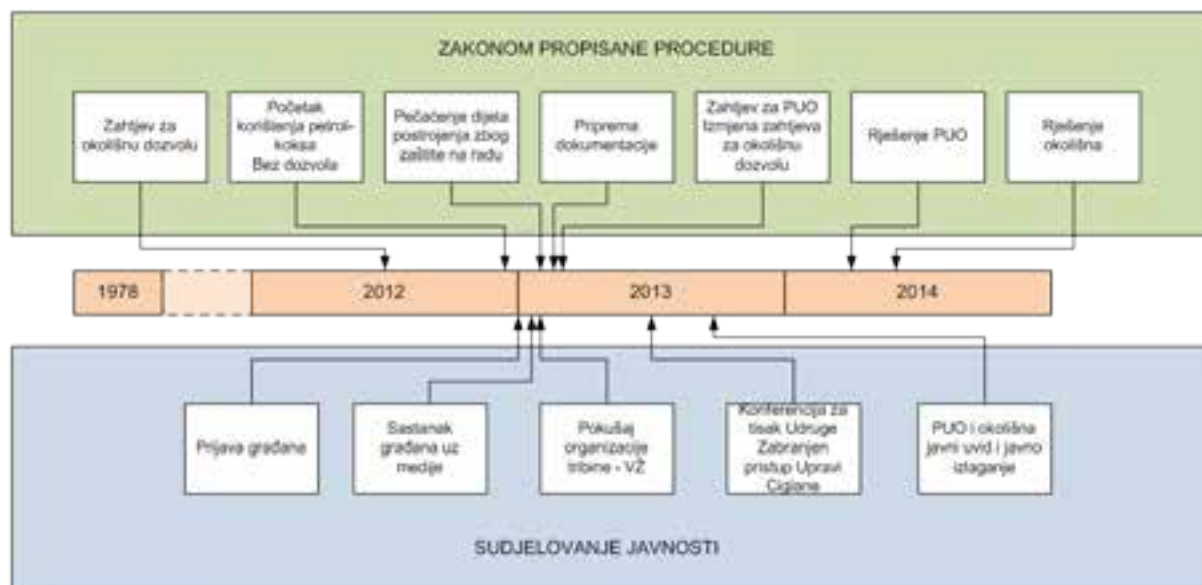 ZAKONOM PROPISANE PROCEDURE
Zahtjev za
okolišnu dozvolu
Početak
korištenja petrol-
koksa
Bez dozvola
Pečaćenje dijela
postrojenja zbog
zaštite na radu
Priprema
dokumentacije
Zahtjev za PUO
Izmjena zahtjeva
za okolišnu
dozvolu
Rješenje PUO
Rješenje
okolišna
1978
2012
2013
2014
Prijava građana
Sastanak
građana uz
medije
Pokušaj
organizacije
tribine - VŽ
Konferencija za
tisak Udruge
Zabranjen
pristup Upravi
Ciglane
PUO i okolišna
javni uvid i javno
izlaganje
SUDJELOVANJE JAVNOSTI